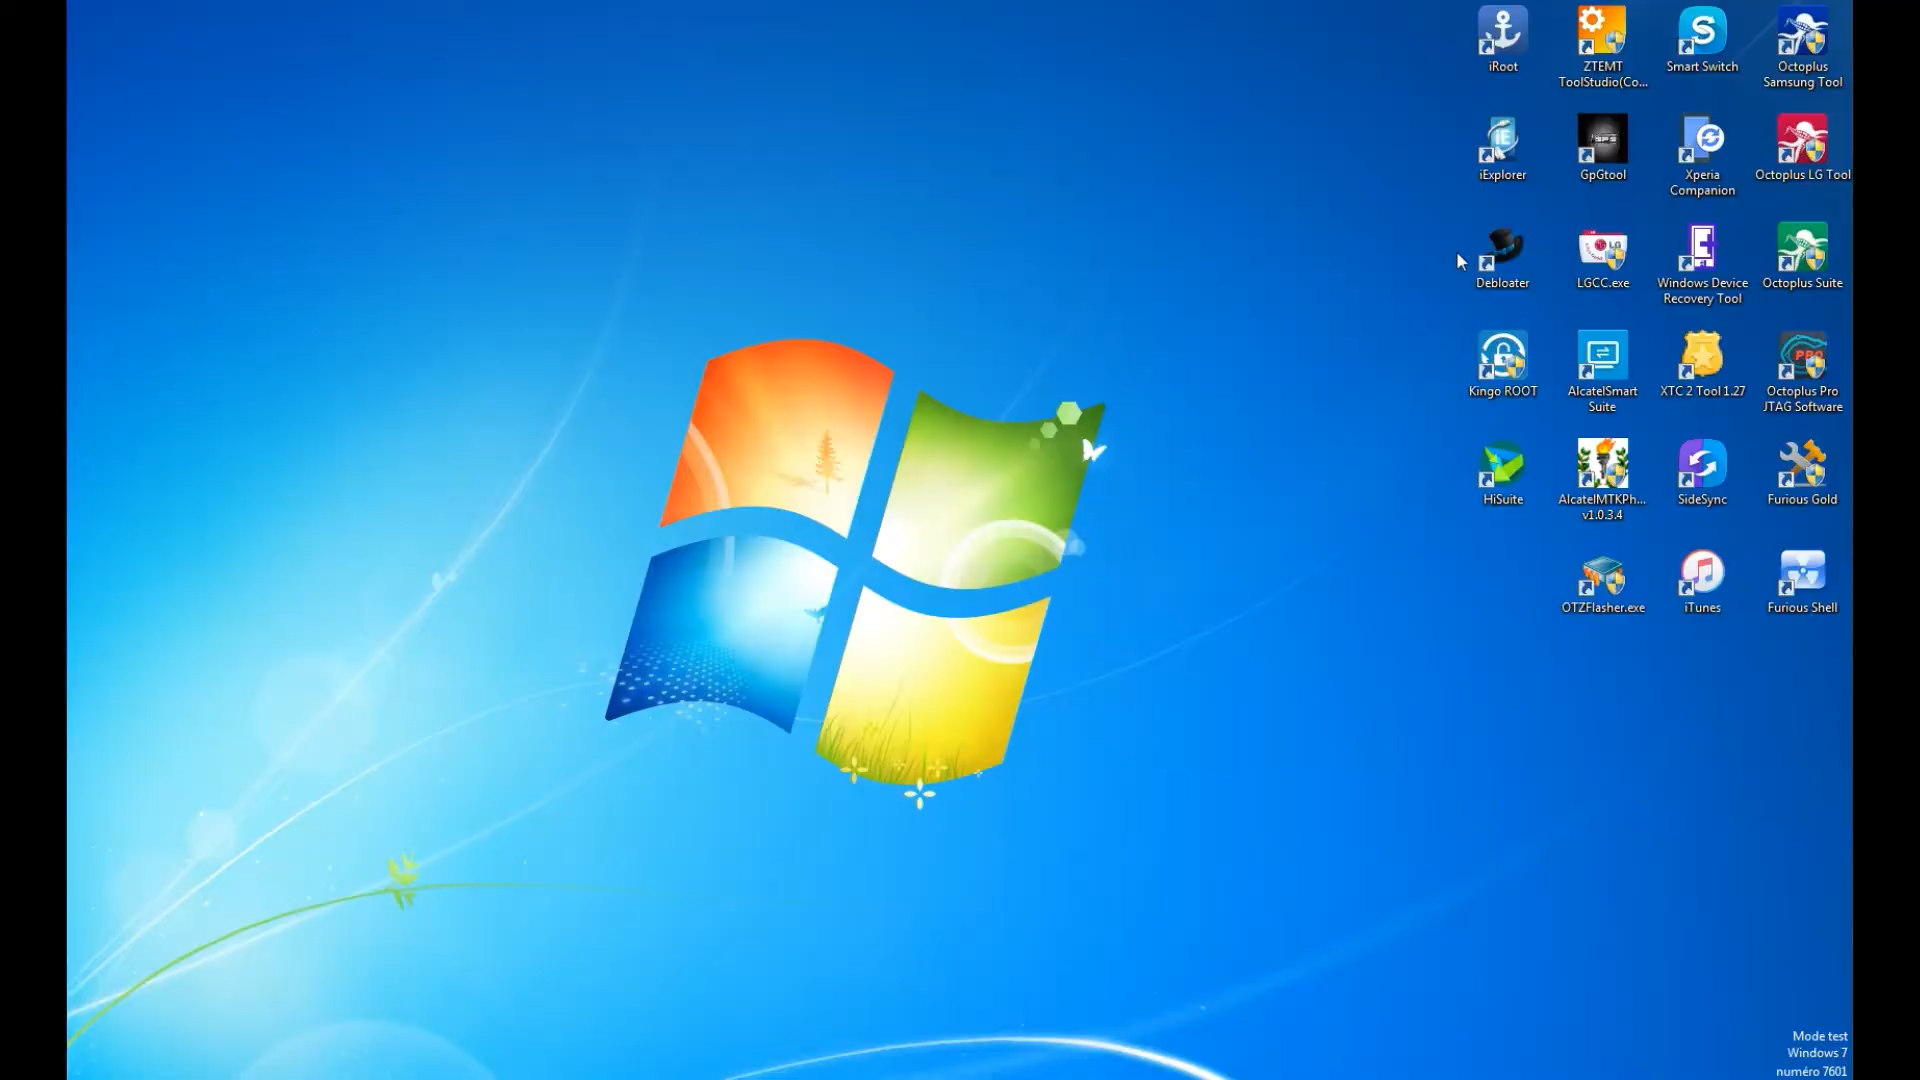 iRoot
ZTEMT
ToolStudio(Co...
Smart Switch
Octoplus
Samsung Tool
iExplorer
GpGtool
Xperia
Companion
Octoplus LG Tool
Debloater
LGCC.exe
Windows Device
Recovery Tool
Octoplus Suite
Kingo ROOT
AlcatelSmart
Suite
XTC 2 Tool 1.27
Octoplus Pro
JTAG Software
HiSuite
AlcatelMTKPh...
v1.0.3.4
SideSync
Furious Gold
OTZFlasher.exe
iTunes
Furious Shell
Mode test
Windows 7
numéro 7601